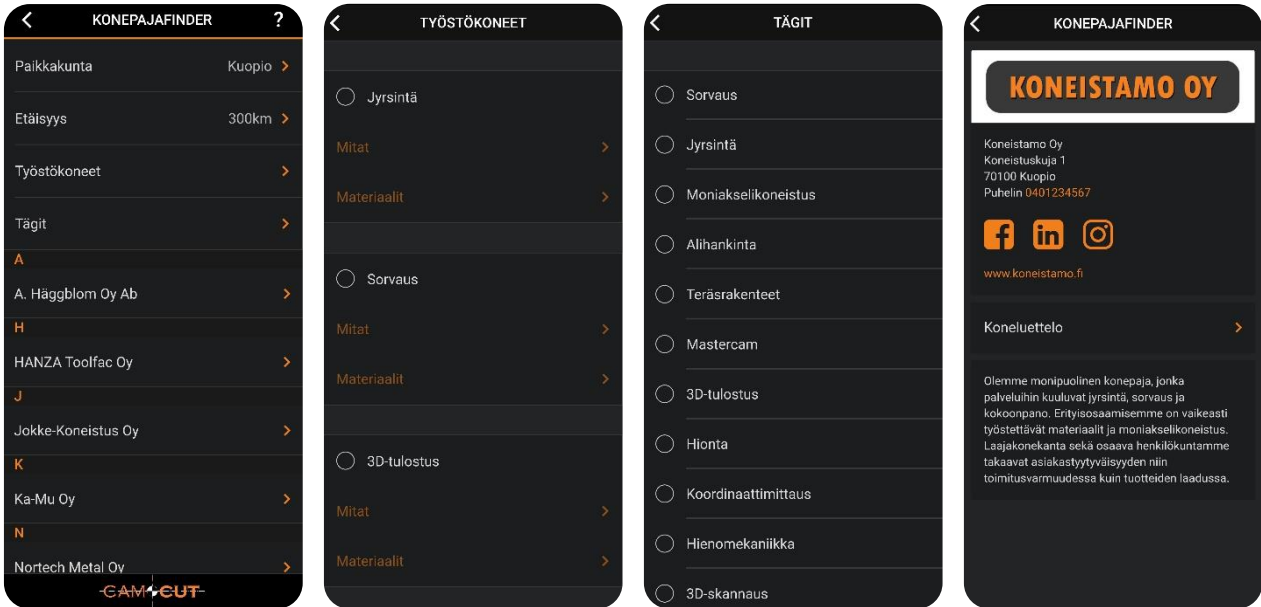 KONEPAJAFINDER ?
Paikkakunta Kuopio
Etäisyys 300km
Työstökoneet
Tägit
A
A. Häggblom Oy Ab
H
HANZA Toolfac Oy
J
Jokke-Koneistus Oy
K
Ka-Mu Oy
N
Nortech Metal Oy
CAM CUT
TYÖSTÖKONEET
Jyrsintä
Mitat
Materiaalit
Sorvaus
Mitat
Materiaalit
3D-tulostus
Mitat
Materiaalit
TÄGIT
Sorvaus
Jyrsintä
Moniakselikoneistus
Alihankinta
Teräsrakenteet
Mastercam
3D-tulostus
Hionta
Koordinaattimittaus
Hienomekaniikka
3D-skannaus
KONEPAJAFINDER
KONEISTAMO OY
Koneistamo Oy
Koneistuskuja 1
70100 Kuopio
Puhelin 0401234567
www.koneistamo.fi
Koneluettelo
Olemme monipuolinen konepaja, jonka
palveluihin kuuluvat jyrsintä, sorvaus ja
kokoonpano. Erityisosaamisemme on vaikeasti
työstettävät materiaalit ja moniakselikoneistus.
Laajakonekanta sekä osaava henkilökuntamme
takaavat asiakastyytyväisyyden niin
toimitusvarmuudessa kuin tuotteiden laadussa.